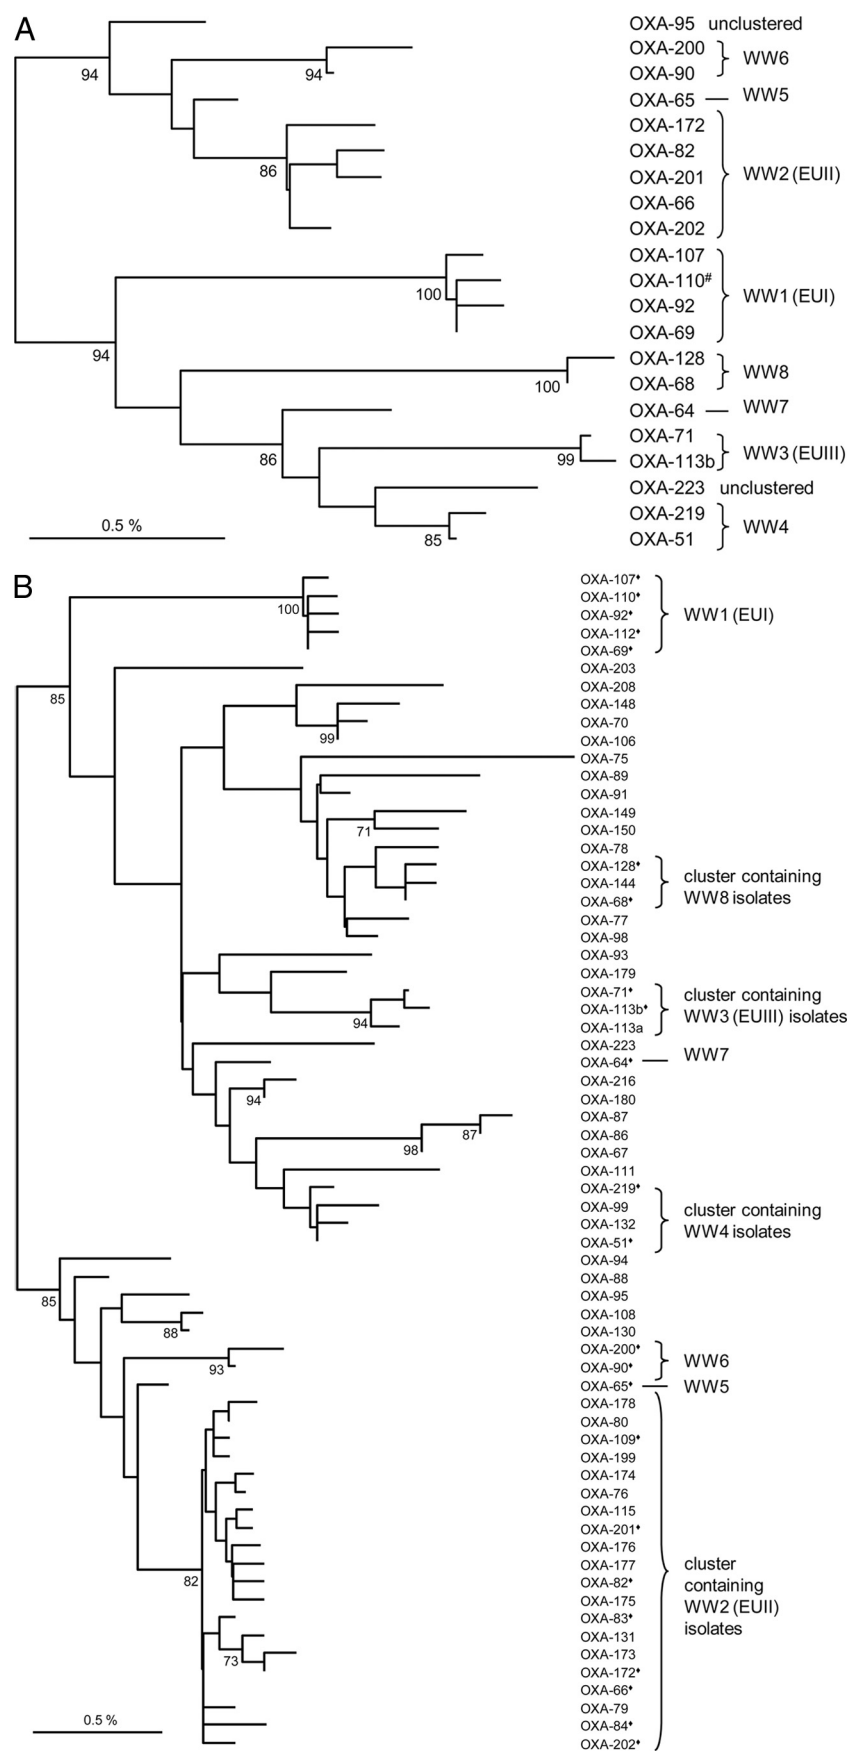 A
OXA-95 unclustered
OXA-200
WW6
94
94
OXA-90
OXA-65
WW5
OXA-172
OXA-82
86
OXA-201
WW2 (EUII)
OXA-66
OXA-202
OXA-107
OXA-110#
100
WW1 (EUI)
OXA-92
OXA-69
94
OXA-128
WW8
100
OXA-68
OXA-64
WW7
OXA-71
86
99
WW3 (EUIII)
OXA-113b
OXA-223 unclustered
OXA-219
0.5 %
WW4
85
OXA-51
B
OXA-107♦
OXA-110♦
100
OXA-92♦
WW1 (EUI)
OXA-112♦
OXA-69♦
OXA-203
85
OXA-208
OXA-148
OXA-70
99
OXA-106
OXA-75
OXA-89
OXA-91
OXA-149
71
OXA-150
OXA-78
OXA-128♦
cluster containing
OXA-144
WW8 isolates
OXA-68♦
OXA-77
OXA-98
OXA-93
OXA-179
OXA-71♦
cluster containing
OXA-113b♦
WW3 (EUIII) isolates
94
OXA-113a
OXA-223
WW7
OXA-64♦
OXA-216
94
OXA-180
OXA-87
87
OXA-86
98
OXA-67
OXA-111
OXA-219♦
OXA-99
cluster containing
OXA-132
WW4 isolates
OXA-51♦
OXA-94
OXA-88
85
OXA-95
OXA-108
88
OXA-130
OXA-200♦
WW6
93
OXA-90♦
OXA-65♦
WW5
OXA-178
OXA-80
OXA-109♦
OXA-199
OXA-174
OXA-76
OXA-115
OXA-201♦
OXA-176
OXA-177
cluster
82
OXA-82♦
containing
OXA-175
WW2 (EUII)
OXA-83♦
isolates
OXA-131
OXA-173
73
OXA-172♦
OXA-66♦
OXA-79
0.5 %
OXA-84♦
OXA-202♦